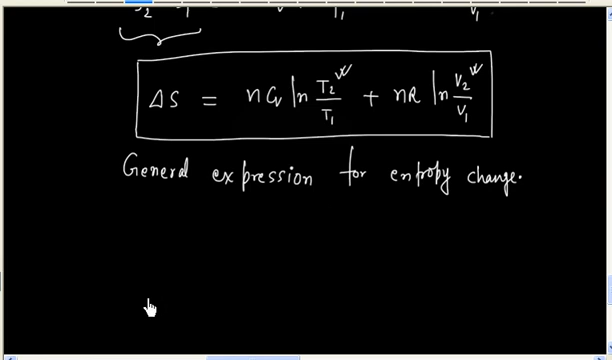 ΔS = nCv ln T₂/T₁ + nR ln V₂/V₁
General expression for entropy change.